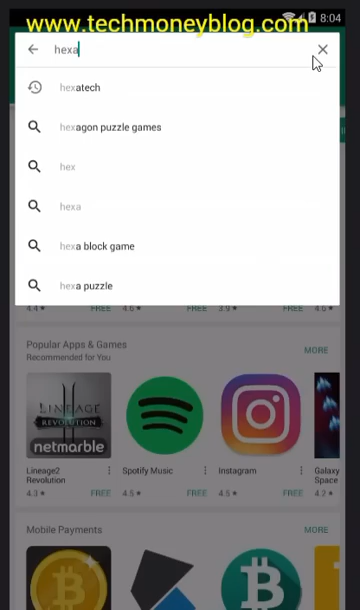 www.techmoneyblog.com
8:04
hexa
hexatech
hexagon puzzle games
hex
hexa
hexa block game
hexa puzzle
4.4 FREE 4.6 FREE 3.9 FREE 4.6
Popular Apps & Games
Recommended for You
MORE
LINEAGE
REVOLUTION
netmarble
Lineage2 Revolution
Spotify Music
Instagram
Galaxy Space
4.3 FREE 4.5 FREE 4.5 FREE 4.2
Mobile Payments
MORE